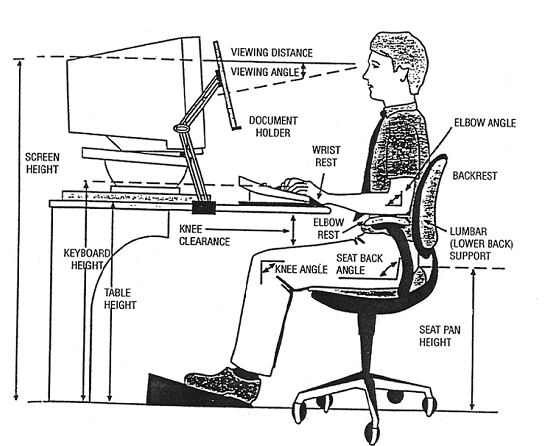 VIEWING DISTANCE
VIEWING ANGLE
DOCUMENT
HOLDER
ELBOW ANGLE
WRIST
REST
SCREEN
HEIGHT
BACKREST
KNEE
CLEARANCE
ELBOW
REST
LUMBAR
(LOWER BACK)
SUPPORT
KEYBOARD
HEIGHT
KNEE ANGLE
SEAT BACK
ANGLE
TABLE
HEIGHT
SEAT PAN
HEIGHT